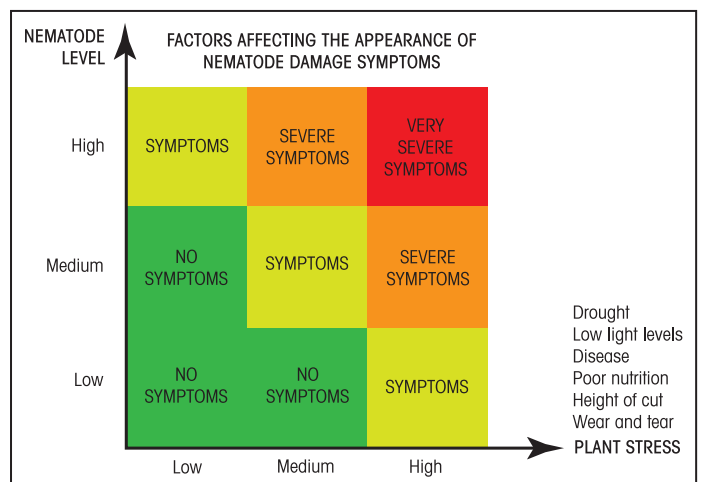 NEMATODE
LEVEL
FACTORS AFFECTING THE APPEARANCE OF
NEMATODE DAMAGE SYMPTOMS
High
SYMPTOMS
SEVERE
SYMPTOMS
VERY
SEVERE
SYMPTOMS
Medium
NO
SYMPTOMS
SYMPTOMS
SEVERE
SYMPTOMS
Low
NO
SYMPTOMS
NO
SYMPTOMS
SYMPTOMS
Drought
Low light levels
Disease
Poor nutrition
Height of cut
Wear and tear
PLANT STRESS
Low
Medium
High